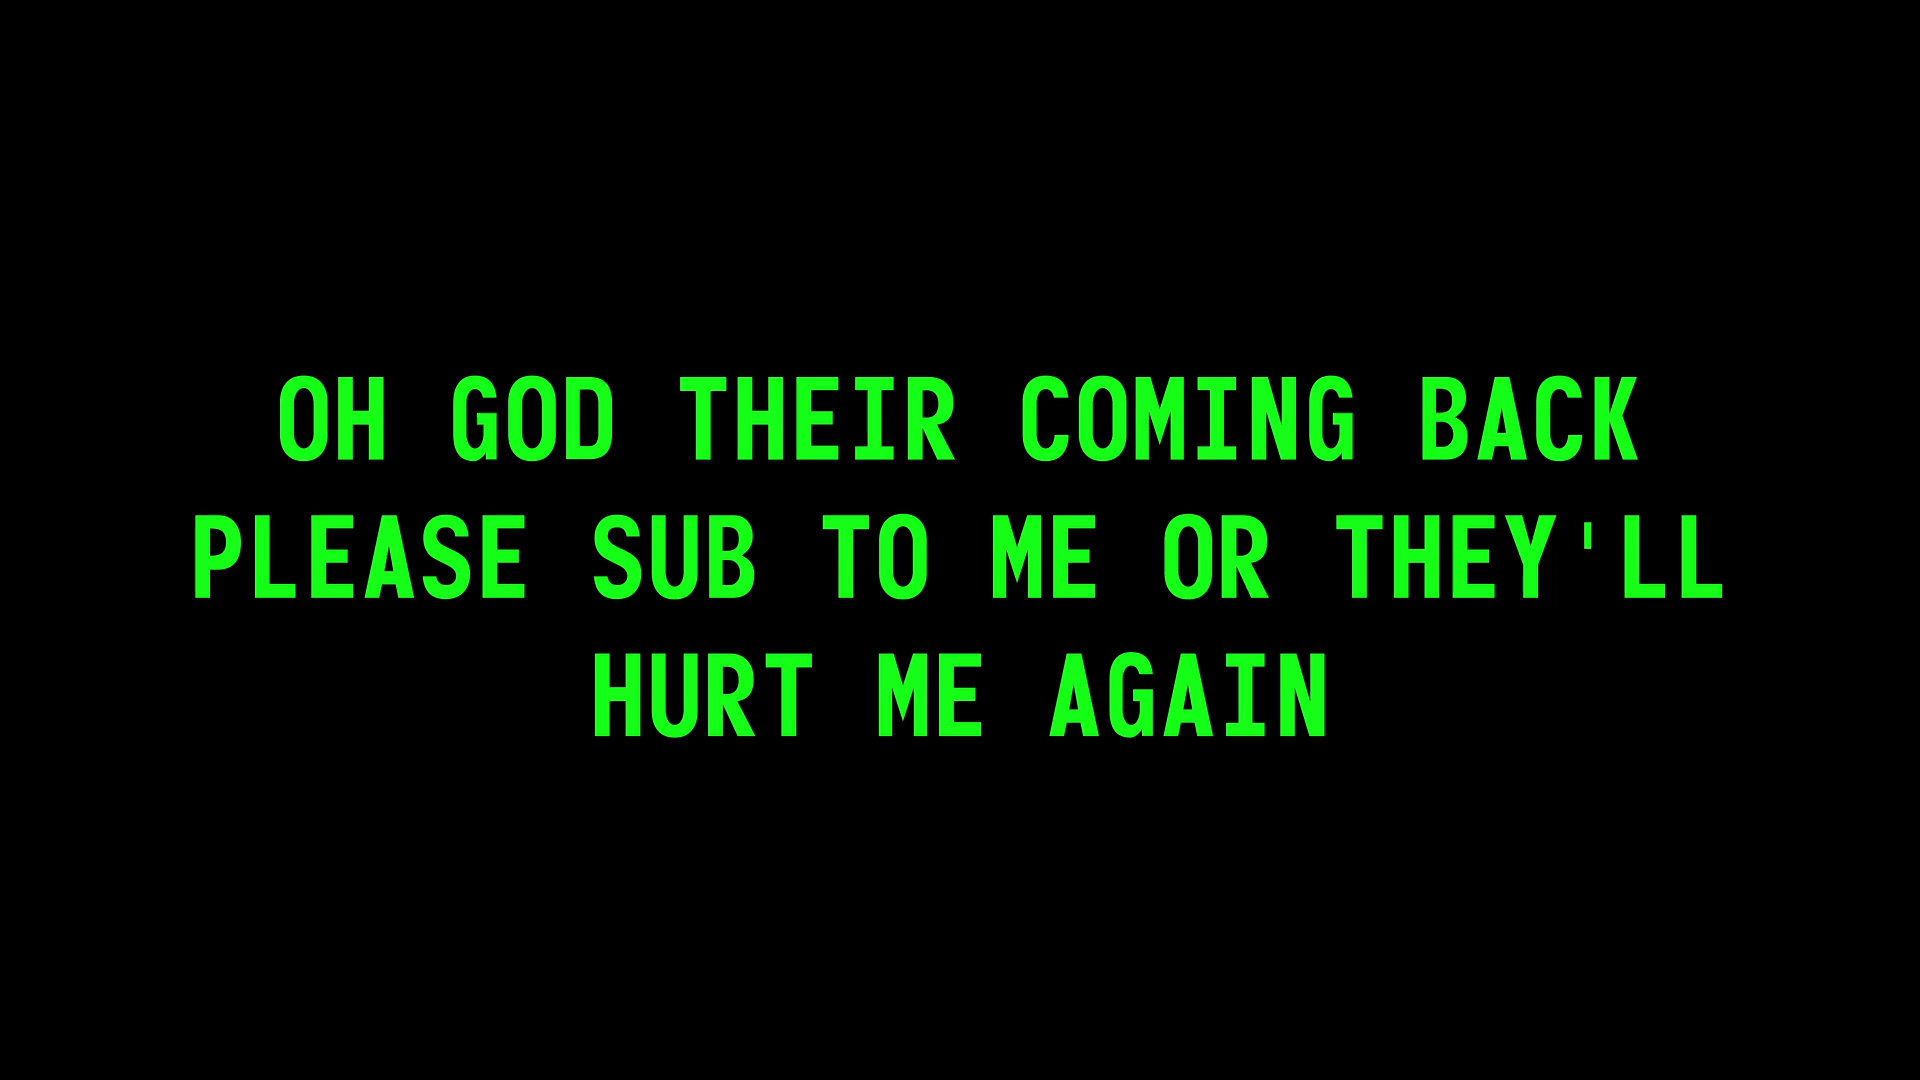 OH GOD THEIR COMING BACK
PLEASE SUB TO ME OR THEY'LL
HURT ME AGAIN